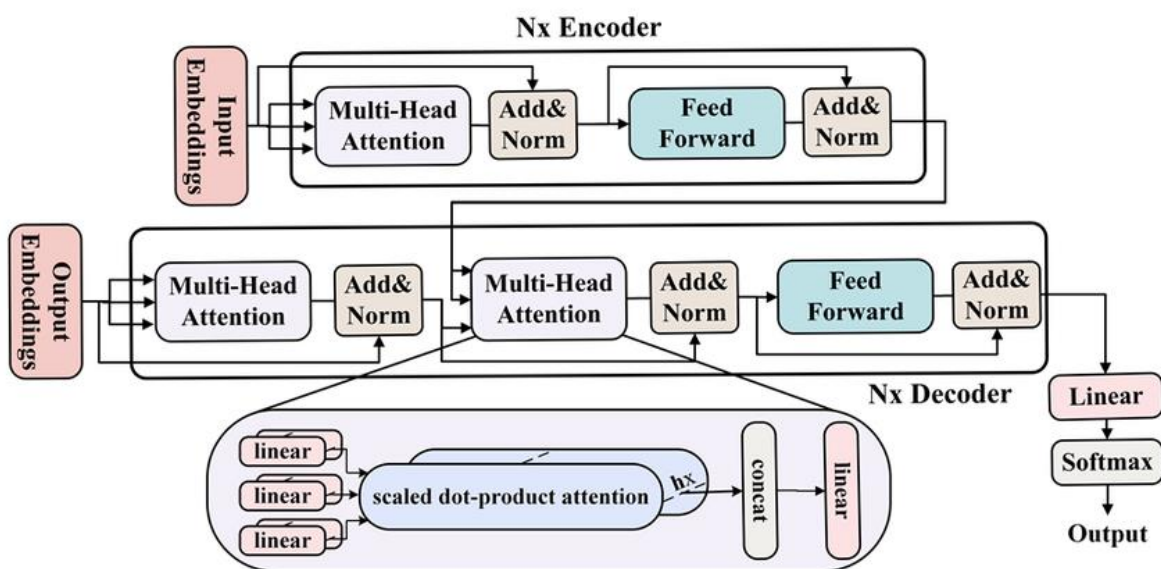 Nx Encoder
Input
Embeddings
Multi-Head
Attention
Add&
Norm
Feed
Forward
Add&
Norm
Output
Embeddings
Multi-Head
Attention
Add&
Norm
Multi-Head
Attention
Add&
Norm
Feed
Forward
Add&
Norm
Nx Decoder
Linear
Softmax
Output
linear
linear
linear
scaled dot-product attention
hx
concat
linear